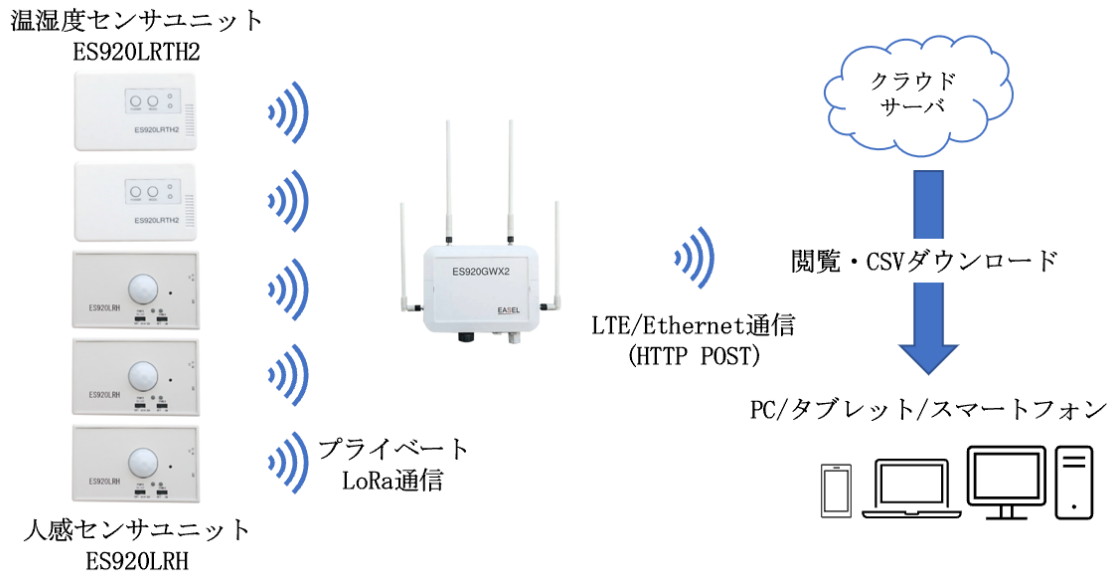 温湿度センサユニット
ES920LRTH2
ES920LRTH2
ES920LRTH2
ES920LRH
ES920LRH
ES920LRH
人感センサユニット
ES920LRH
プライベート
LoRa通信
ES920GWX2
EASEL
LTE/Ethernet通信
(HTTP POST)
クラウド
サーバ
閲覧・CSVダウンロード
PC/タブレット/スマートフォン